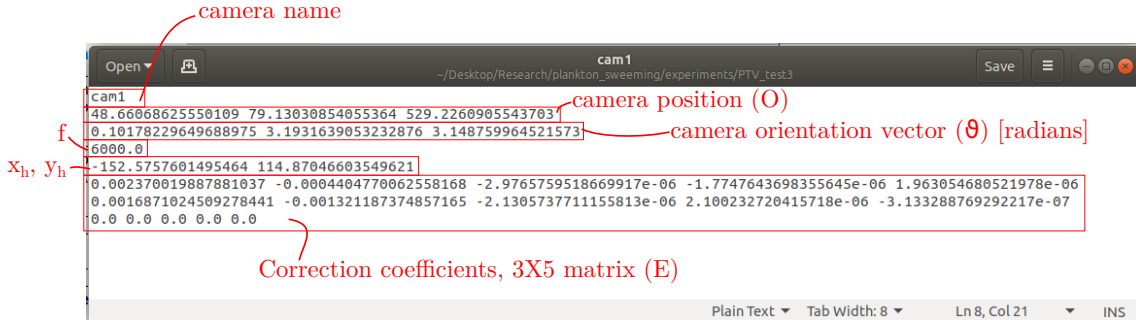 camera name
Open
cam1
~/Desktop/Research/plankton_sweeming/experiments/PTV_test3
Save
cam1
48.66068625550109 79.13030854055364 529.2260905543703
camera position (O)
0.10178229649688975 3.1931639053232876 3.148759964521573
camera orientation vector (ϑ) [radians]
f
6000.0
xₕ, yₕ
-152.5757601495464 114.87046603549621
0.002370019887881037 -0.0004404770062558168 -2.9765759518669917e-06 -1.7747643698355645e-06 1.963054680521978e-06
0.0016871024509278441 -0.001321187374857165 -2.1305737711155813e-06 2.100232720415718e-06 -3.133288769292217e-07
0.0 0.0 0.0 0.0 0.0
Correction coefficients, 3X5 matrix (E)
Plain Text Tab Width: 8 Ln 8, Col 21 INS